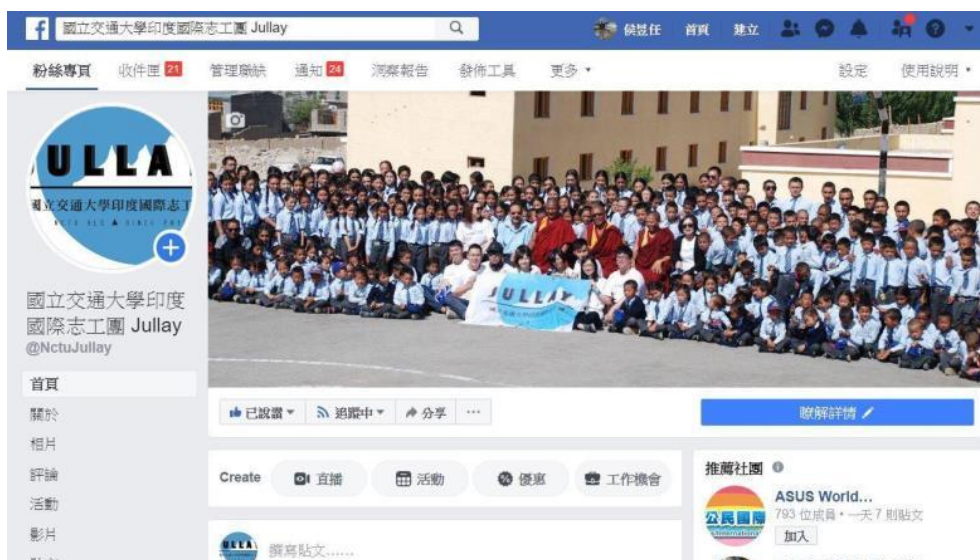 國立交通大學印度國際志工團 Jullay
侯昱任 首頁 建立
粉絲專頁 收件匣 21 管理職缺 通知 24 洞察報告 發佈工具 更多 設定 使用說明
ULLA
國立交通大學印度國際志工
JULLAY
國立交通大學印度
國際志工團 Jullay
@NctuJullay
首頁
關於
相片
評論
活動
影片
已說讚 追蹤中 分享 … 瞭解詳情
Create 直播 活動 優惠 工作機會
推薦社團
公民國際
ASUS World...
793 位成員 • 一天 7 則貼文
加入
ULLA
撰寫貼文……